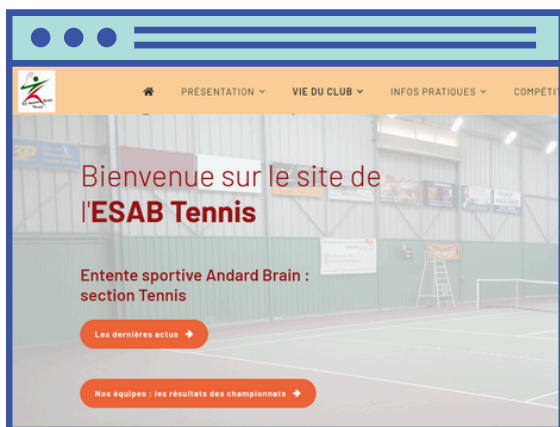 PRÉSENTATION
VIE DU CLUB
INFOS PRATIQUES
COMPÉTIT
Bienvenue sur le site de
l'ESAB Tennis
Entente sportive Andard Brain :
section Tennis
Les dernières actus
Nos équipes : les résultats des championnats